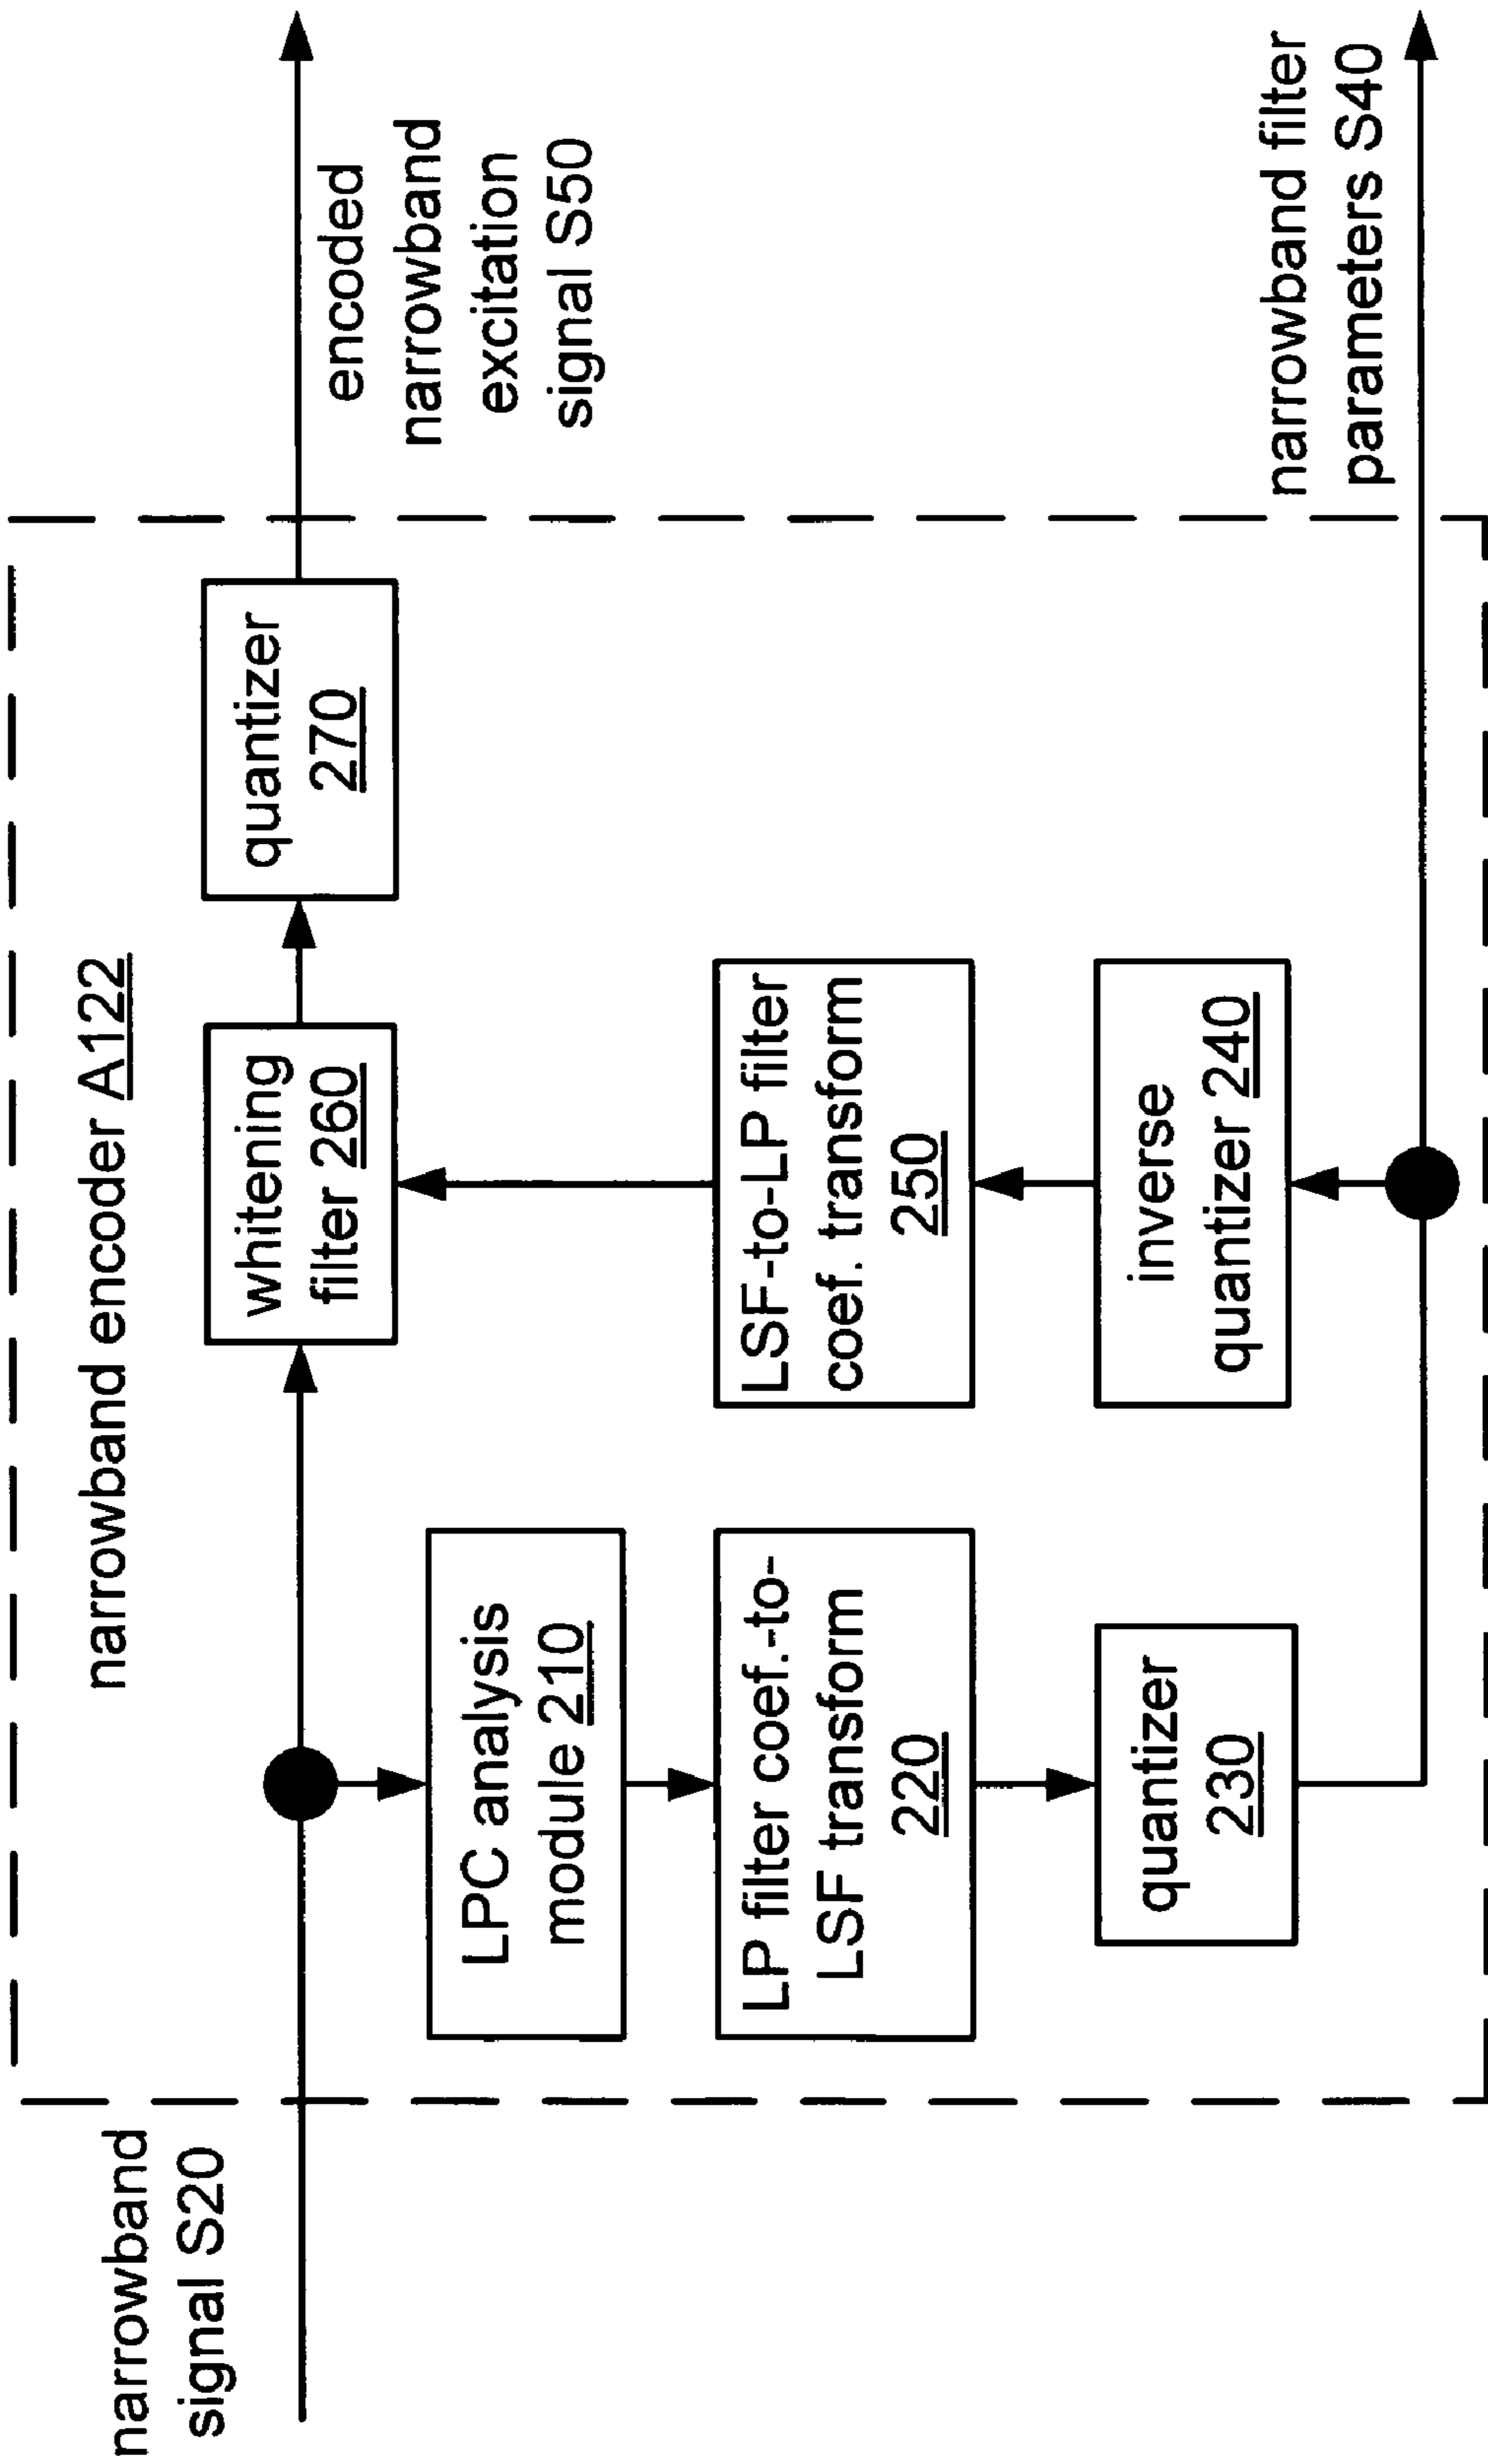 narrowband encoder A122
narrowband
signal S20
whitening
filter 260
quantizer
270
encoded
narrowband
excitation
signal S50
LPC analysis
module 210
LP filter coef.-to-
LSF transform
220
LSF-to-LP filter
coef. transform
250
quantizer
230
inverse
quantizer 240
narrowband filter
parameters S40